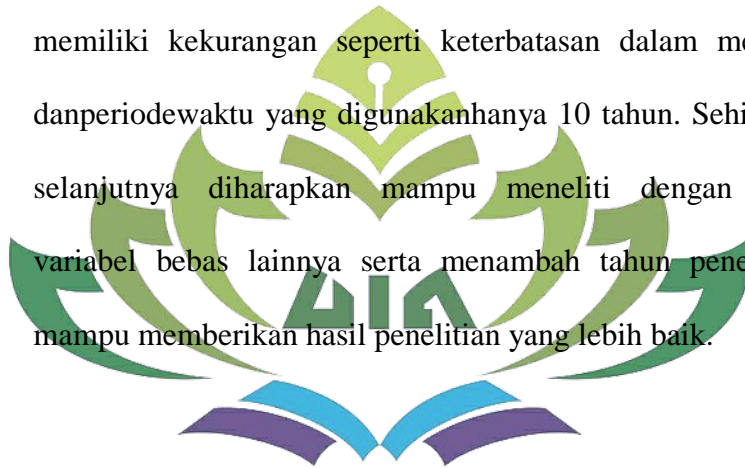 memiliki kekurangan seperti keterbatasan dalam me
danperiodewaktu yang digunakanhanya 10 tahun. Sehi
selanjutnya diharapkan mampu meneliti dengan
variabel bebas lainnya serta menambah tahun pene
mampu memberikan hasil penelitian yang lebih baik.
UIN